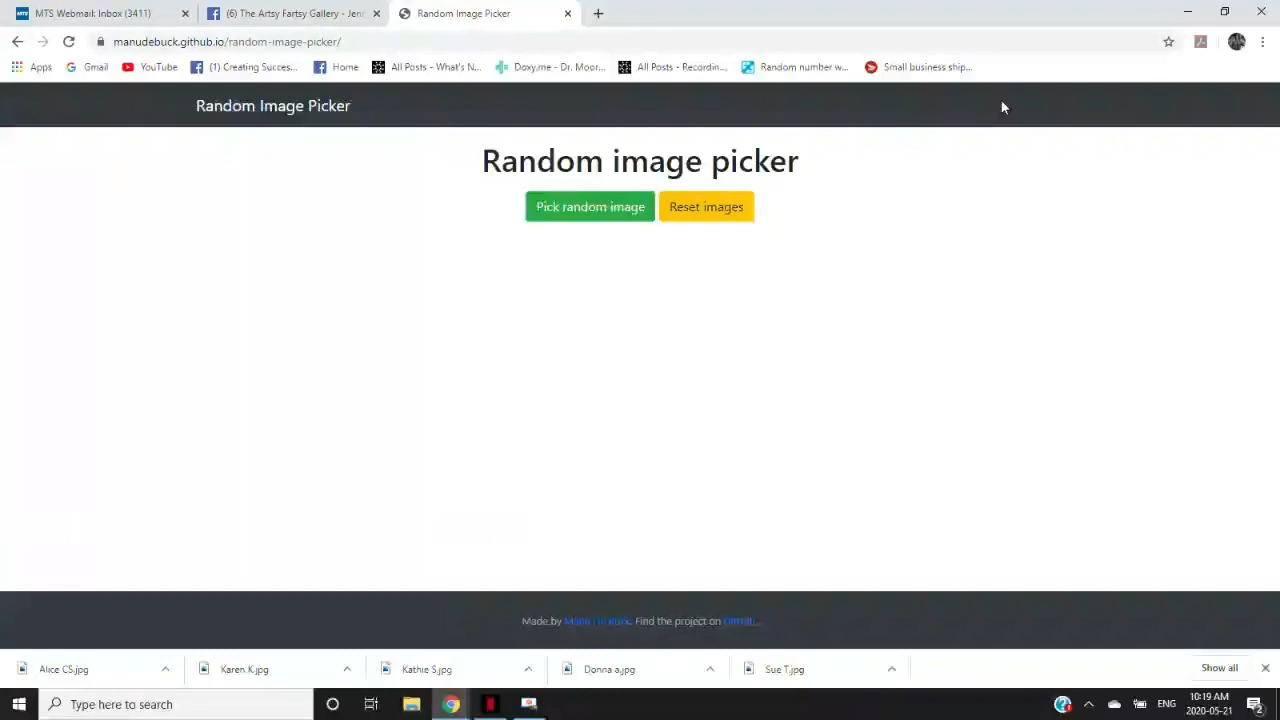 MTS Webmail: Inbox (3411)
(6) The Artsy Fartsy Gallery - Jenn
Random Image Picker
manudebuck.github.io/random-image-picker/
Apps
Gmail
YouTube
(1) Creating Succes...
Home
All Posts - What's N...
Doxy.me - Dr. Moor...
All Posts - Recordin...
Random number w...
Small business ship...
Random Image Picker
Random image picker
Pick random image
Reset images
Made by Find the project on
Alice CS.jpg
Karen K.jpg
Kathie S.jpg
Donna a.jpg
Sue T.jpg
Show all
Type here to search
ENG
10:19 AM
2020-05-21
2